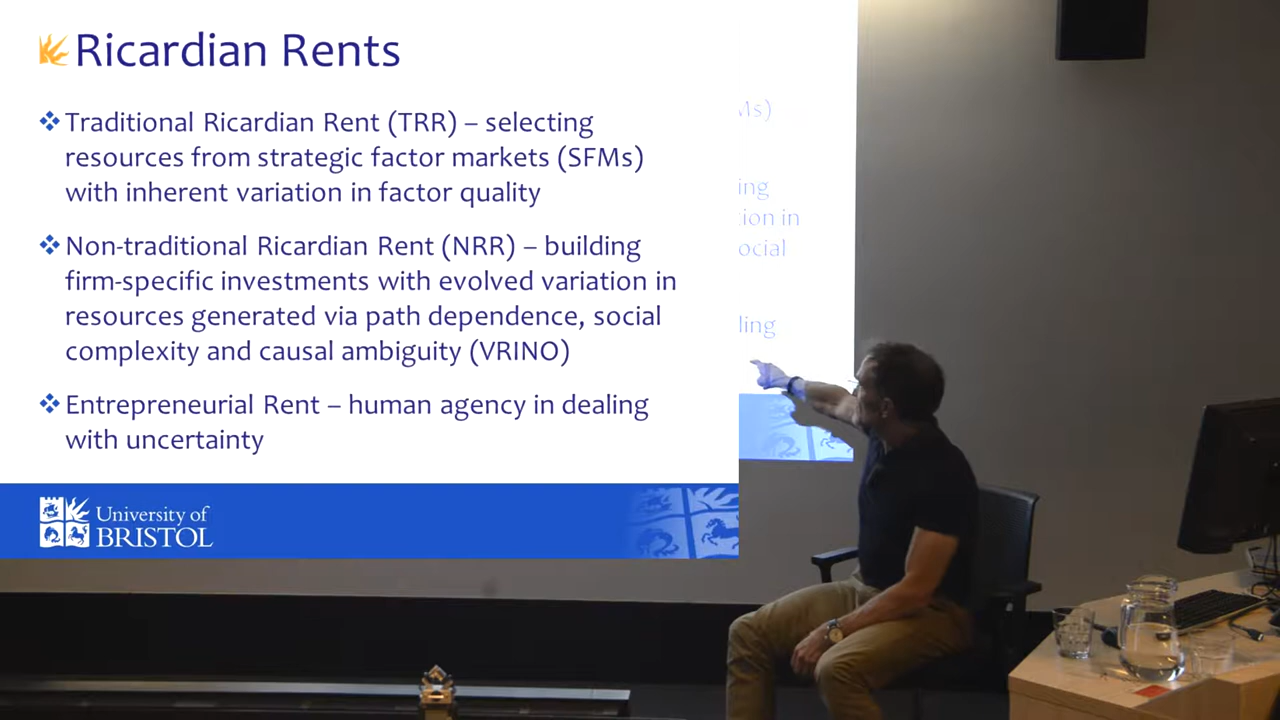 Ricardian Rents
❖ Traditional Ricardian Rent (TRR) – selecting
resources from strategic factor markets (SFMs)
with inherent variation in factor quality
❖ Non-traditional Ricardian Rent (NRR) – building
firm-specific investments with evolved variation in
resources generated via path dependence, social
complexity and causal ambiguity (VRINO)
❖ Entrepreneurial Rent – human agency in dealing
with uncertainty
University of
BRISTOL